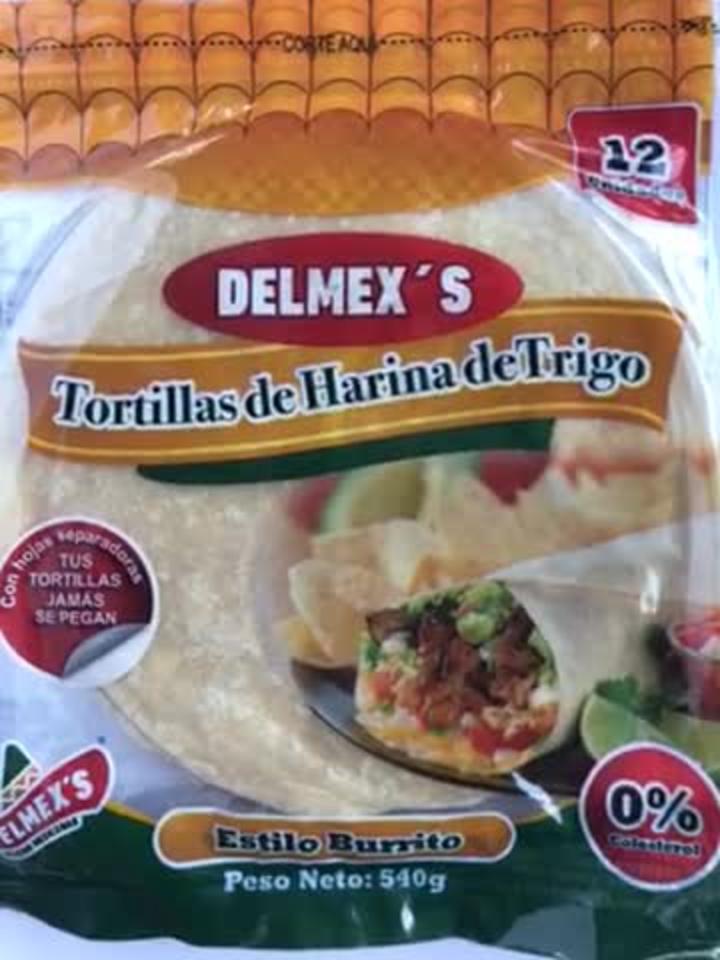 CORTE AQUI
12
Unidades
DELMEX´S
Tortillas de Harina de Trigo
Con hojas separadoras
TUS
TORTILLAS
JAMÁS
SE PEGAN
ELMEX'S
0%
Colesterol
Estilo Burrito
Peso Neto: 540g